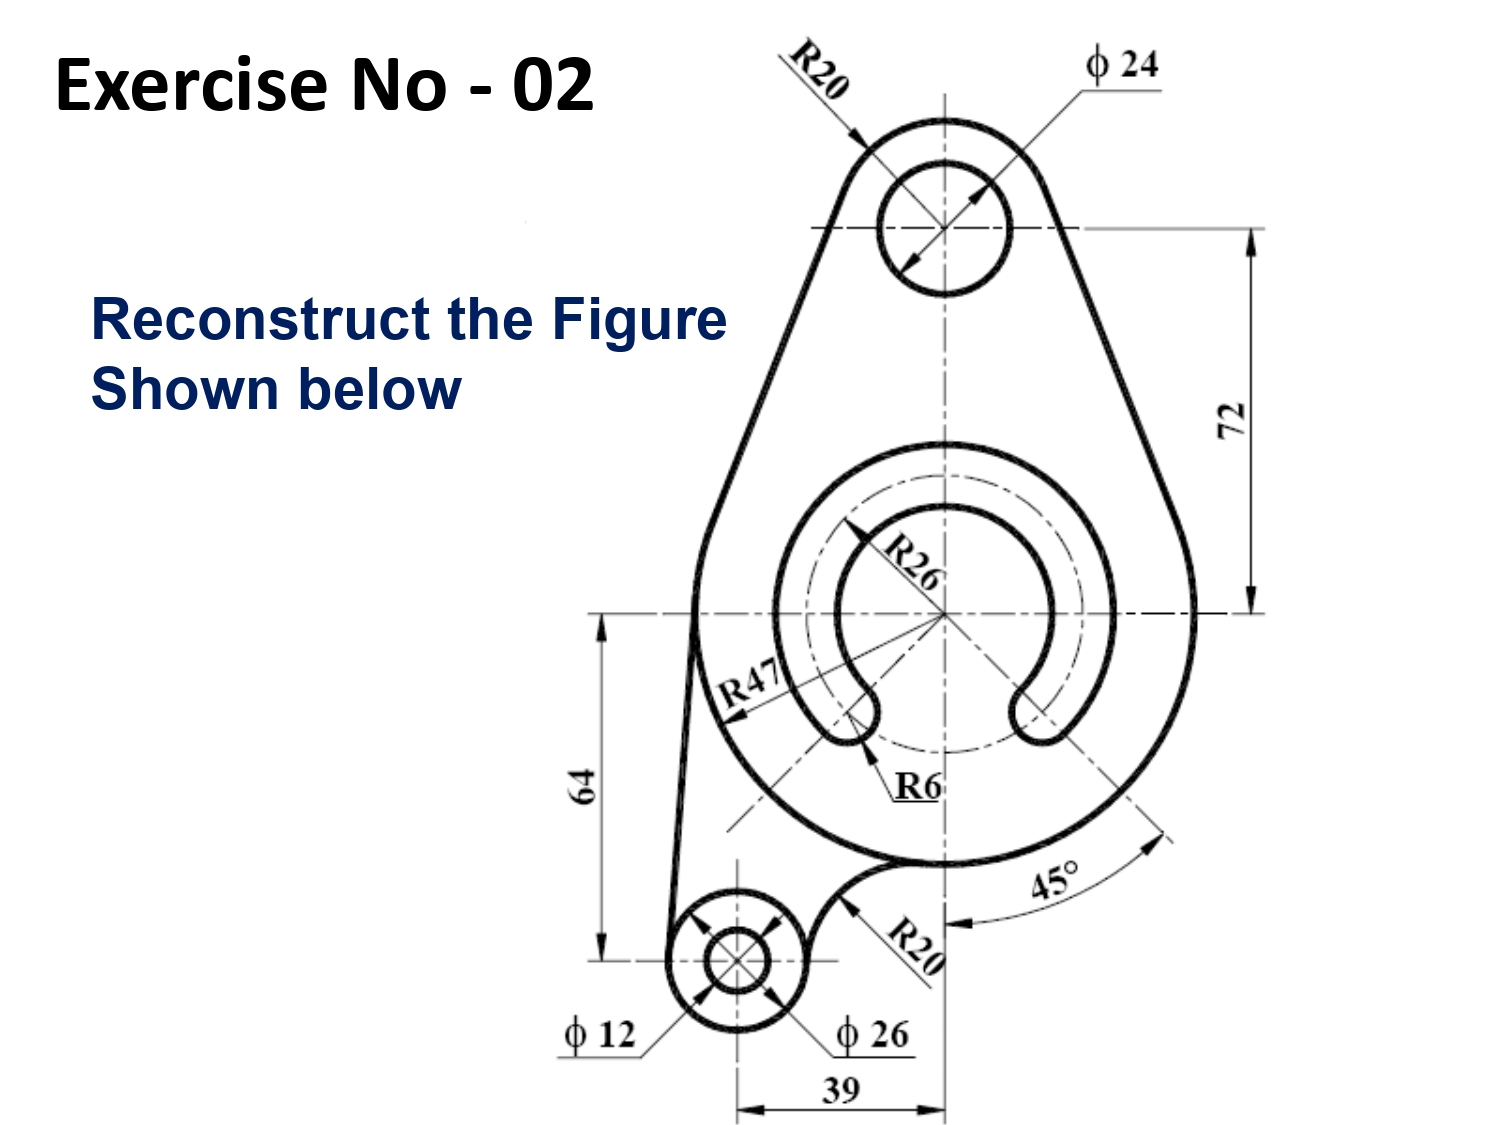 Exercise No - 02
R20
ϕ 24
Reconstruct the Figure
Shown below
72
R26
R47
64
R6
45°
R20
ϕ 12
ϕ 26
39